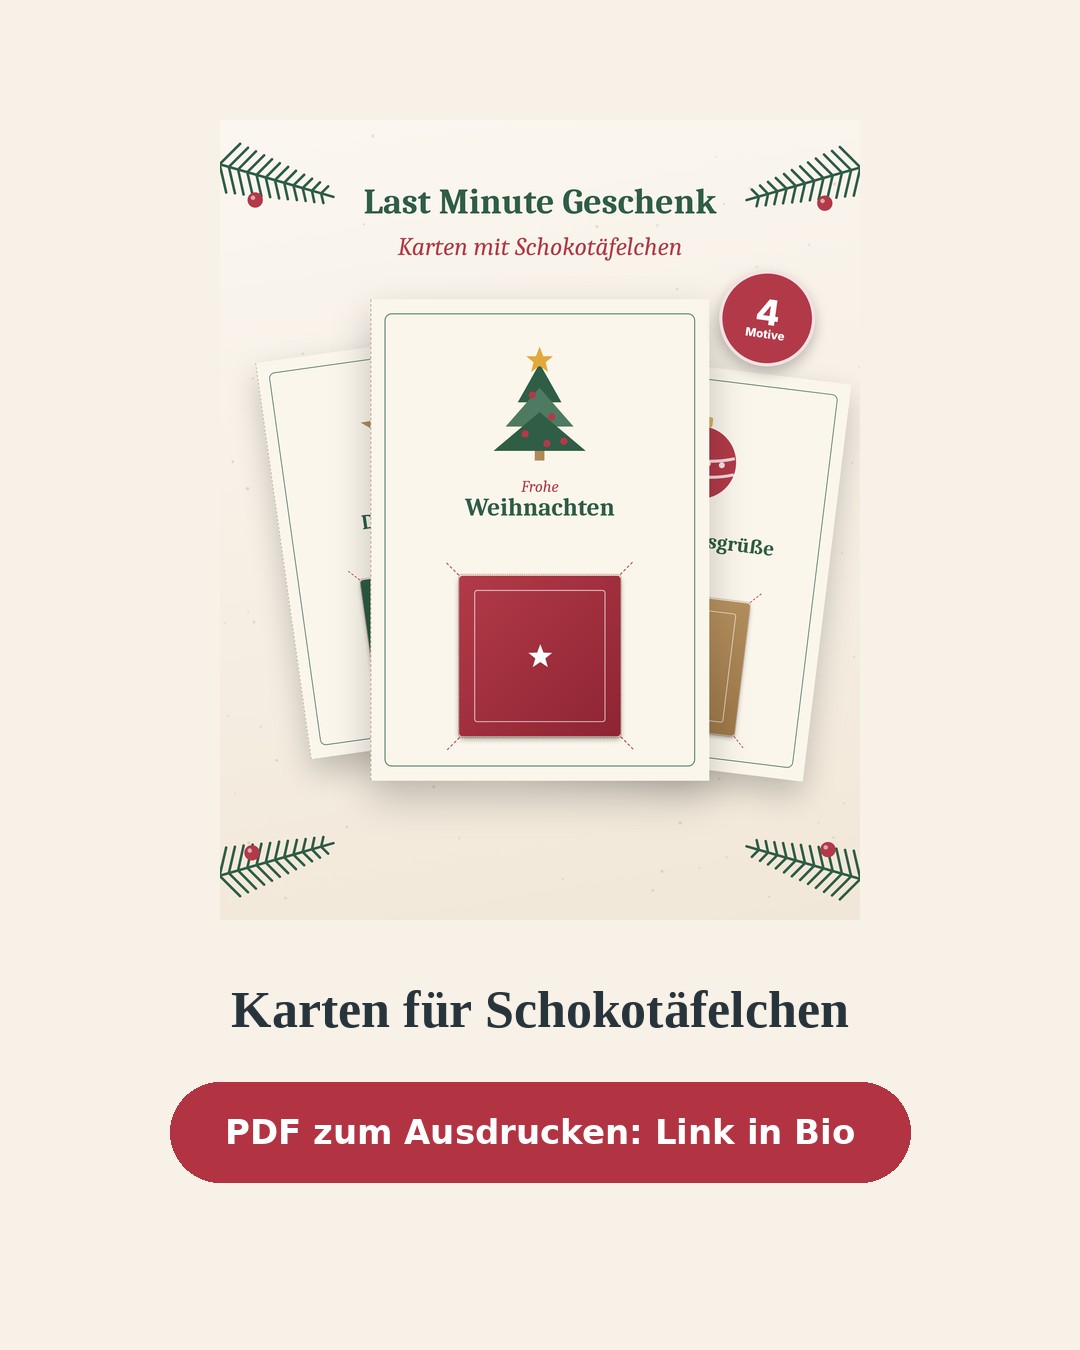 Last Minute Geschenk
Karten mit Schokotäfelchen
4
Motive
Frohe
Weihnachten
Karten für Schokotäfelchen
PDF zum Ausdrucken: Link in Bio